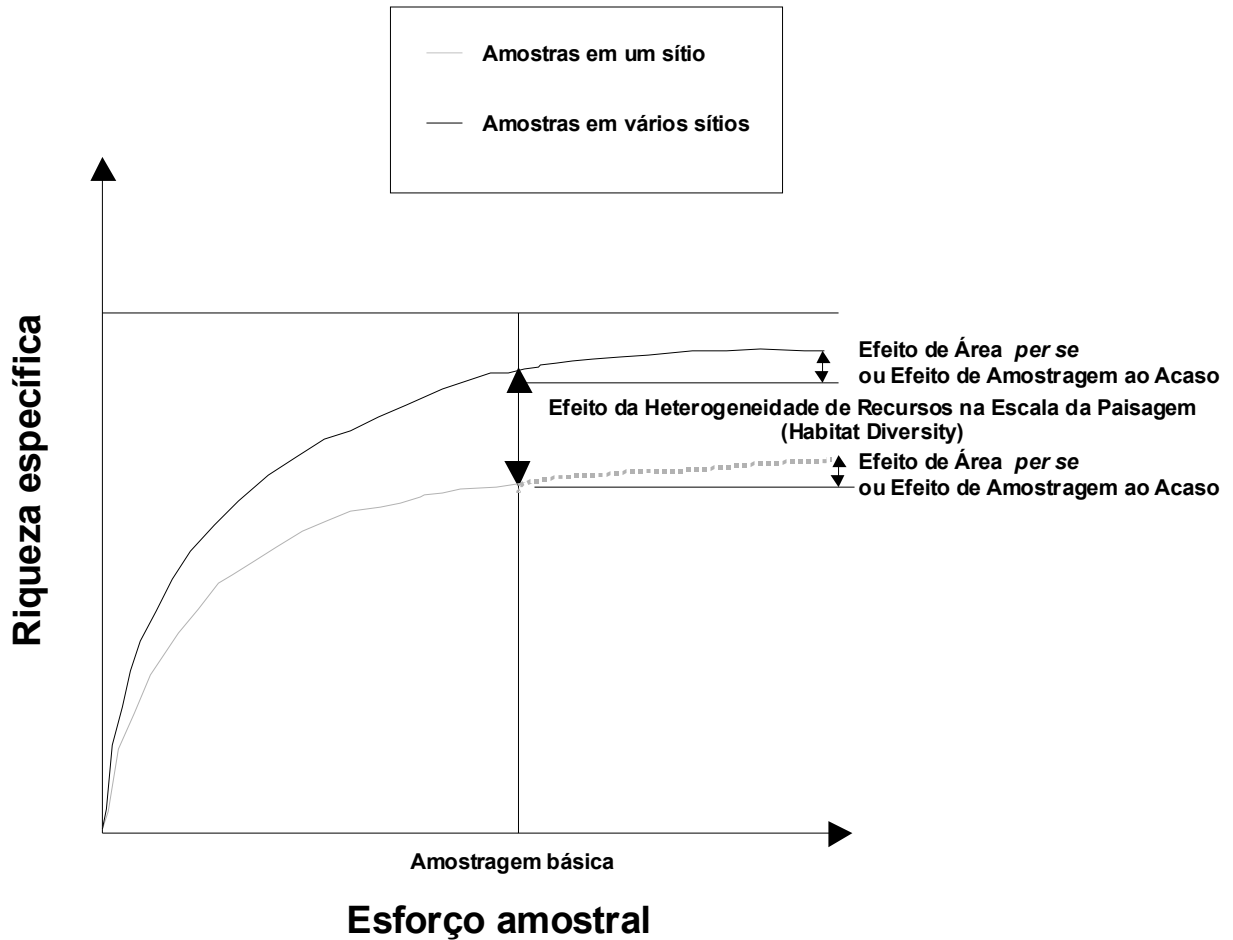 Amostras em um sítio
Amostras em vários sítios
Riqueza específica
Efeito de Área per se
ou Efeito de Amostragem ao Acaso
Efeito da Heterogeneidade de Recursos na Escala da Paisagem
(Habitat Diversity)
Efeito de Área per se
ou Efeito de Amostragem ao Acaso
Amostragem básica
Esforço amostral